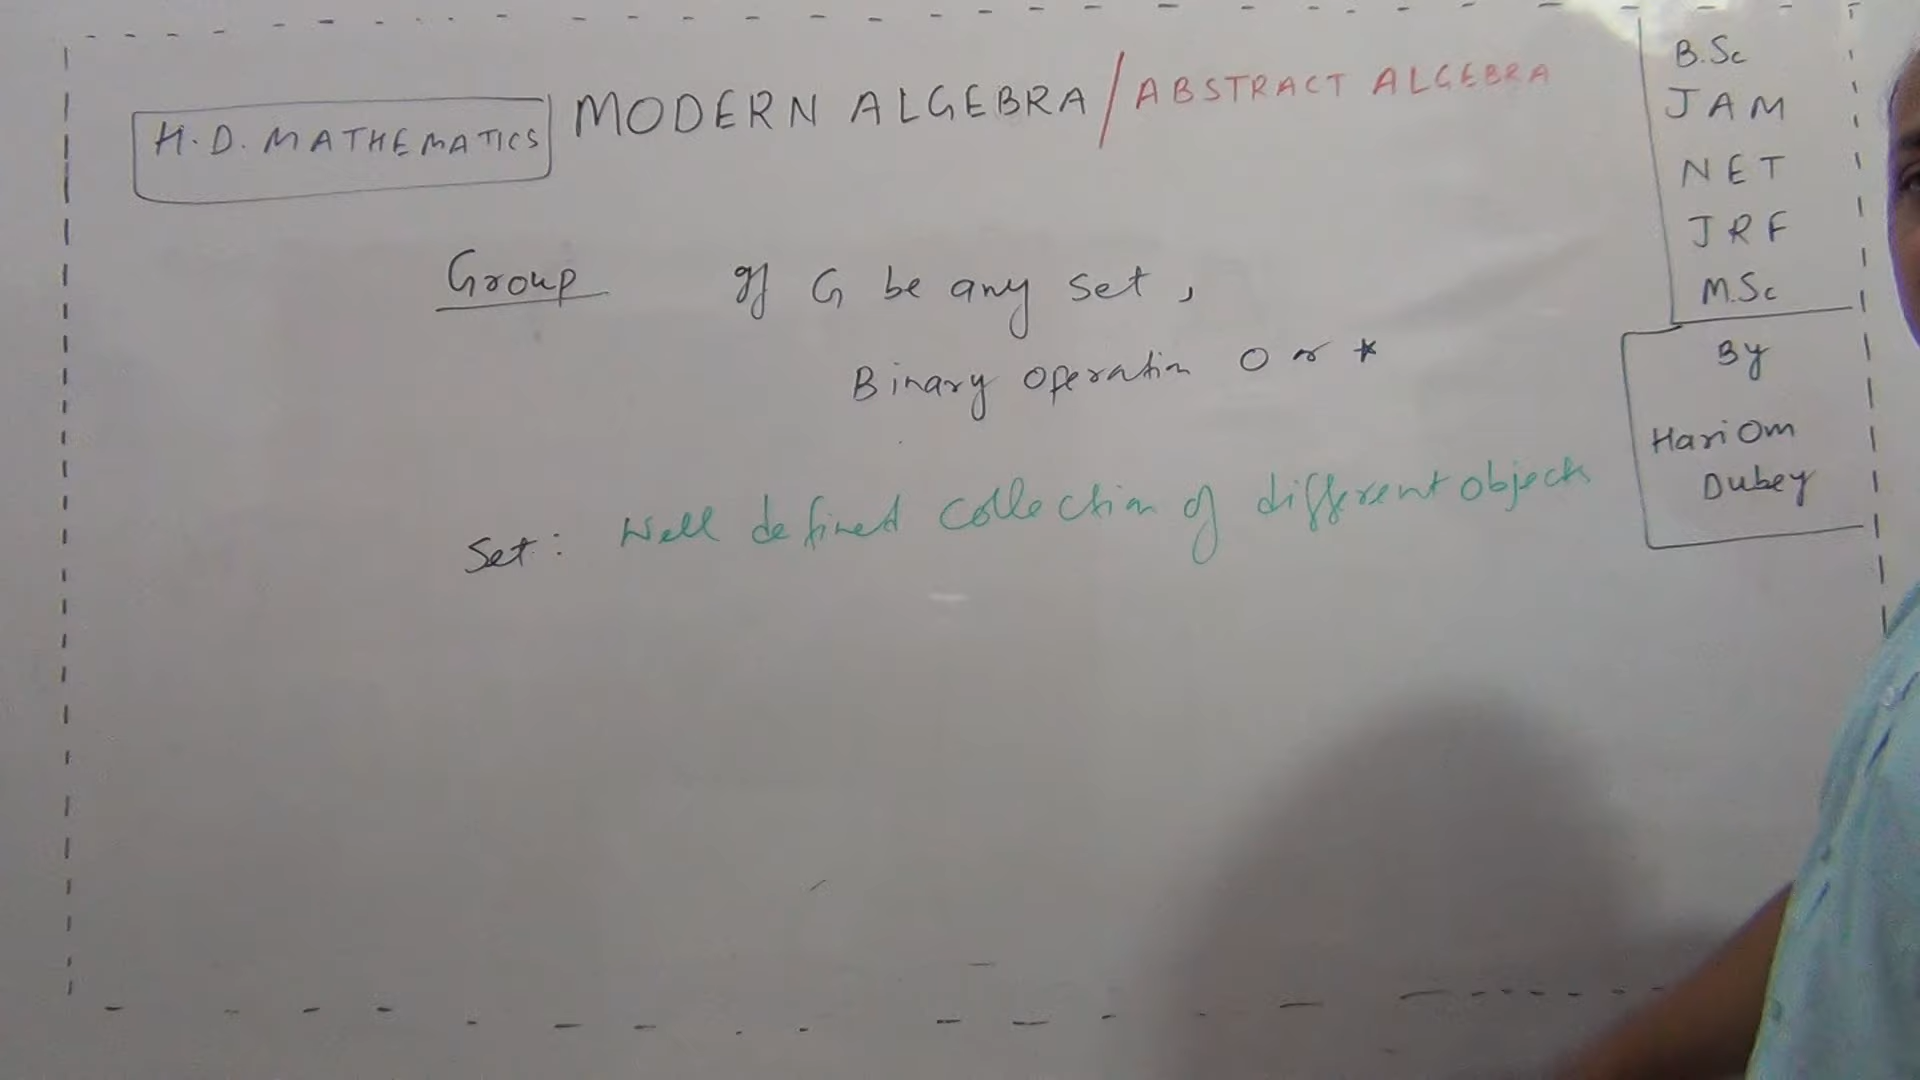 H.D. MATHEMATICS
MODERN ALGEBRA / ABSTRACT ALGEBRA
Group If G be any set,
Binary operation O or *
Set: Well defined collection of different objects
B.Sc
JAM
NET
JRF
M.Sc
By
Hari Om
Dubey